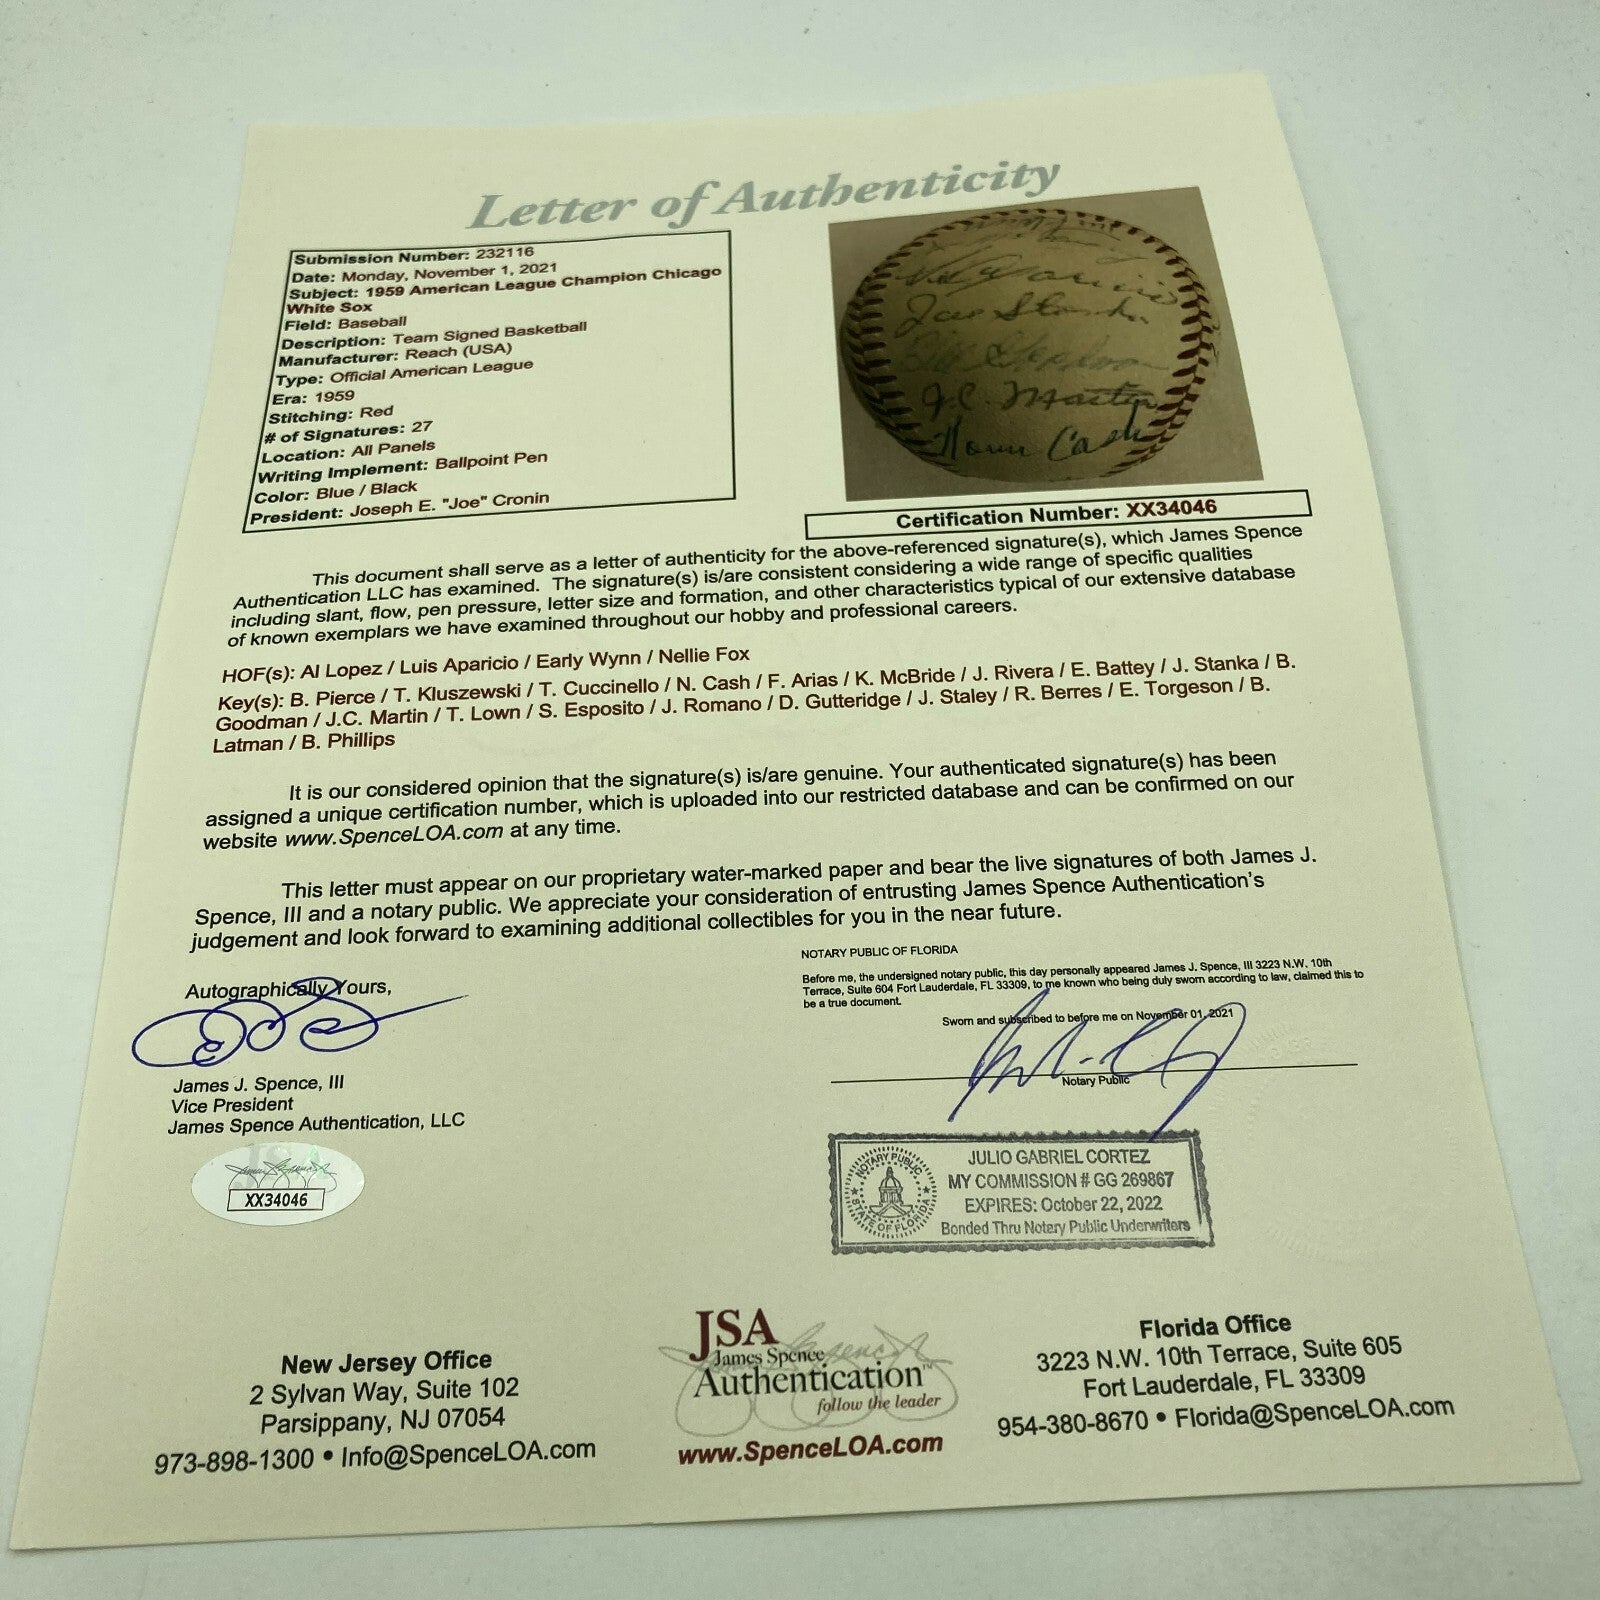 Letter of Authenticity
Submission Number: 232116
Date: Monday, November 1, 2021
Subject: 1959 American League Champion Chicago
White Sox
Field: Baseball
Description: Team Signed Basketball
Manufacturer: Reach (USA)
Type: Official American League
Era: 1959
Stitching: Red
# of Signatures: 27
Location: All Panels
Writing Implement: Ballpoint Pen
Color: Blue / Black
President: Joseph E. "Joe" Cronin
Joe Stanka
J.C. Martin
Norm Cash
Certification Number: XX34046
This document shall serve as a letter of authenticity for the above-referenced signature(s), which James Spence
Authentication LLC has examined. The signature(s) is/are consistent considering a wide range of specific qualities
including slant, flow, pen pressure, letter size and formation, and other characteristics typical of our extensive database
of known exemplars we have examined throughout our hobby and professional careers.
HOF(s): Al Lopez / Luis Aparicio / Early Wynn / Nellie Fox
Key(s): B. Pierce / T. Kluszewski / T. Cuccinello / N. Cash / F. Arias / K. McBride / J. Rivera / E. Battey / J. Stanka / B.
Goodman / J.C. Martin / T. Lown / S. Esposito / J. Romano / D. Gutteridge / J. Staley / R. Berres / E. Torgeson / B.
Latman / B. Phillips
It is our considered opinion that the signature(s) is/are genuine. Your authenticated signature(s) has been
assigned a unique certification number, which is uploaded into our restricted database and can be confirmed on our
website www.SpenceLOA.com at any time.
This letter must appear on our proprietary water-marked paper and bear the live signatures of both James J.
Spence, III and a notary public. We appreciate your consideration of entrusting James Spence Authentication's
judgement and look forward to examining additional collectibles for you in the near future.
Autographically Yours,
James J. Spence, III
Vice President
James Spence Authentication, LLC
JSA
XX34046
NOTARY PUBLIC OF FLORIDA
Before me, the undersigned notary public, this day personally appeared James J. Spence, III 3223 N.W. 10th
Terrace, Suite 604 Fort Lauderdale, FL 33309, to me known who being duly sworn according to law, claimed this to
be a true document.
Sworn and subscribed to before me on November 01, 2021
Notary Public
NOTARY PUBLIC
STATE OF FLORIDA
JULIO GABRIEL CORTEZ
MY COMMISSION # GG 269867
EXPIRES: October 22, 2022
Bonded Thru Notary Public Underwriters
New Jersey Office
2 Sylvan Way, Suite 102
Parsippany, NJ 07054
973-898-1300 • Info@SpenceLOA.com
JSA
James Spence
Authentication™
follow the leader
www.SpenceLOA.com
Florida Office
3223 N.W. 10th Terrace, Suite 605
Fort Lauderdale, FL 33309
954-380-8670 • Florida@SpenceLOA.com